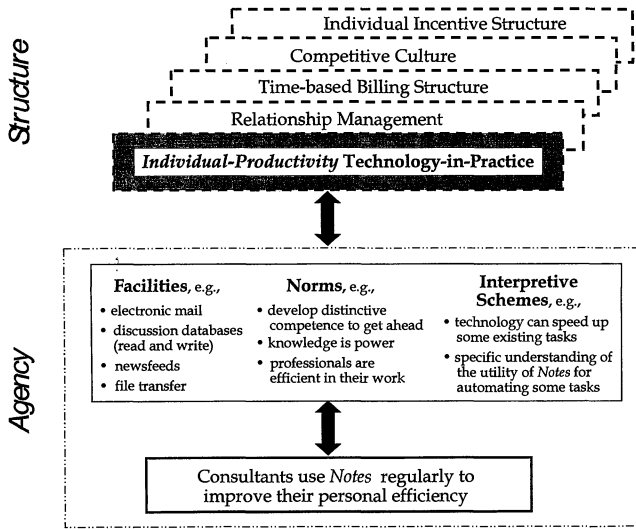 Structure
Individual Incentive Structure
Competitive Culture
Time-based Billing Structure
Relationship Management
Individual-Productivity Technology-in-Practice
Agency
Facilities, e.g.,
• electronic mail
• discussion databases
(read and write)
• newsfeeds
• file transfer
Norms, e.g.,
• develop distinctive
competence to get ahead
• knowledge is power
• professionals are
efficient in their work
Interpretive
Schemes, e.g.,
• technology can speed up
some existing tasks
• specific understanding of
the utility of Notes for
automating some tasks
Consultants use Notes regularly to
improve their personal efficiency